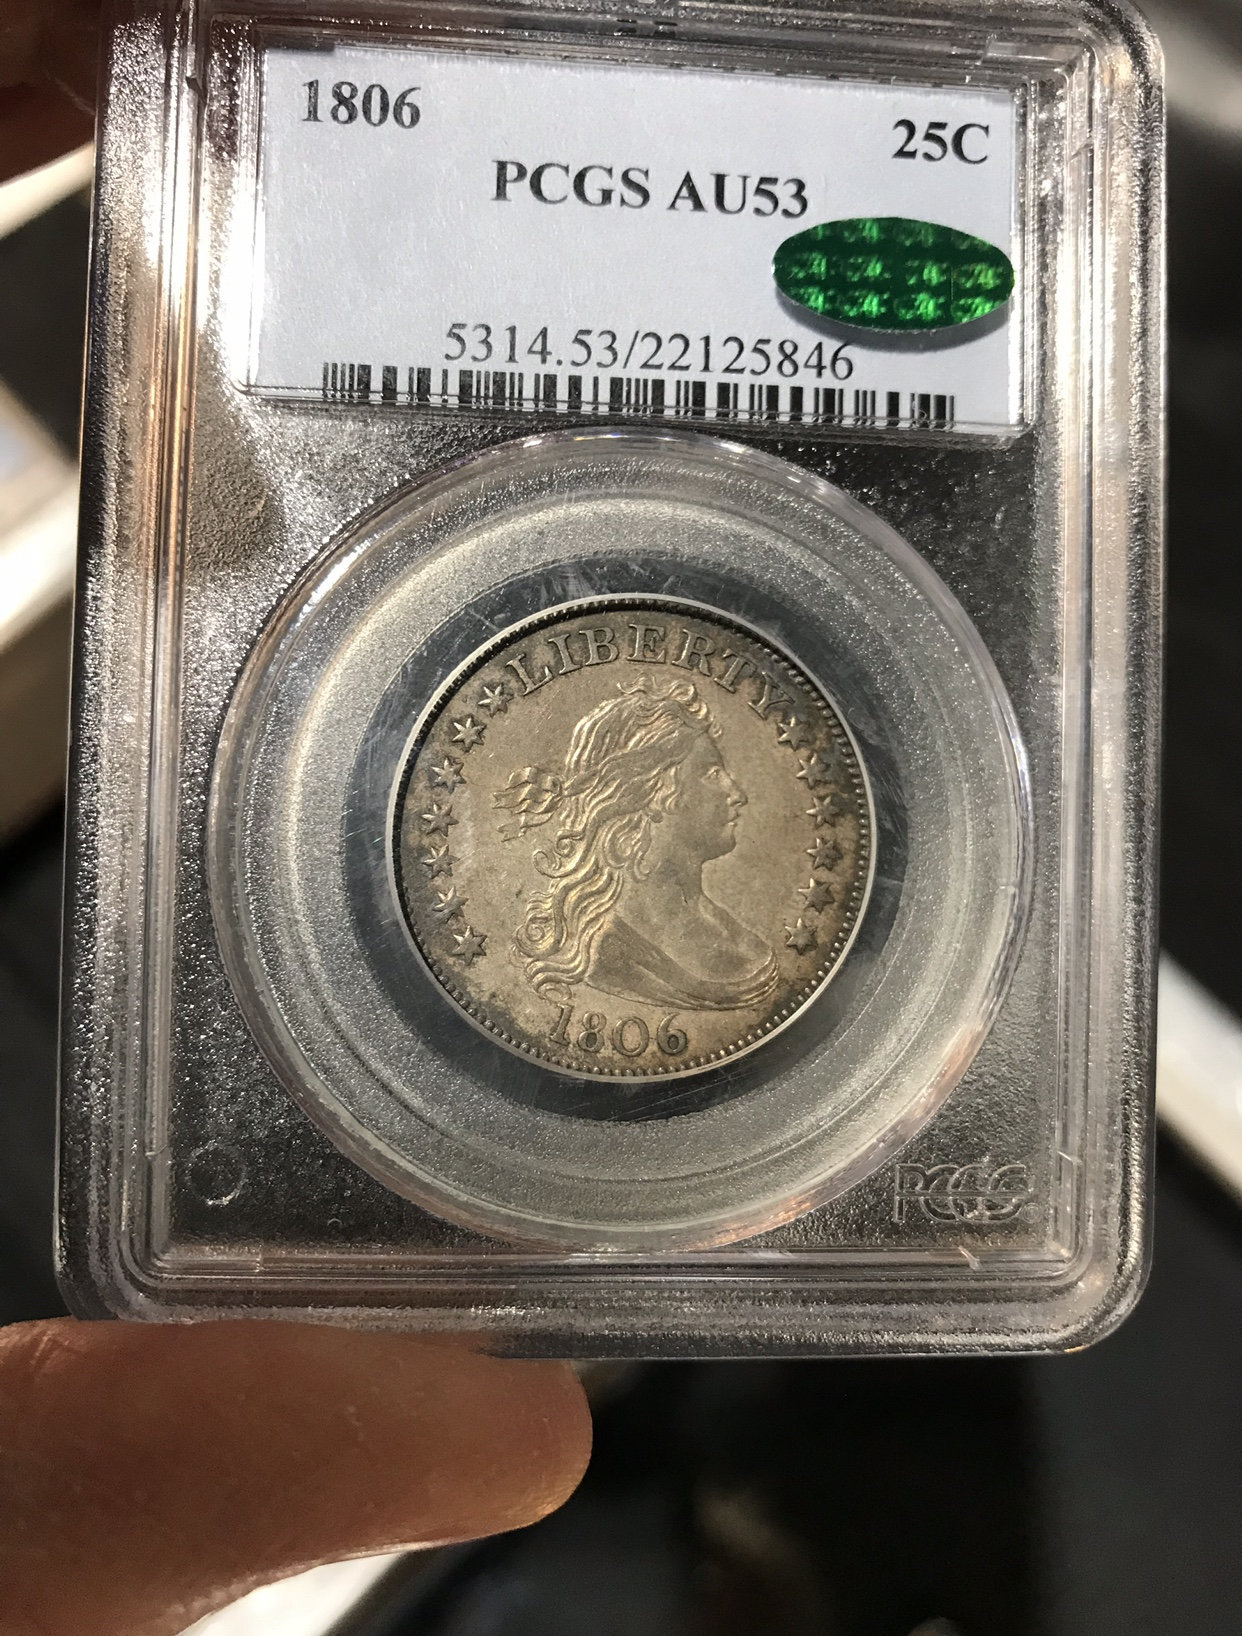 1806
25C
PCGS AU53
5314.53/22125846
LIBERTY
1806
PCGS